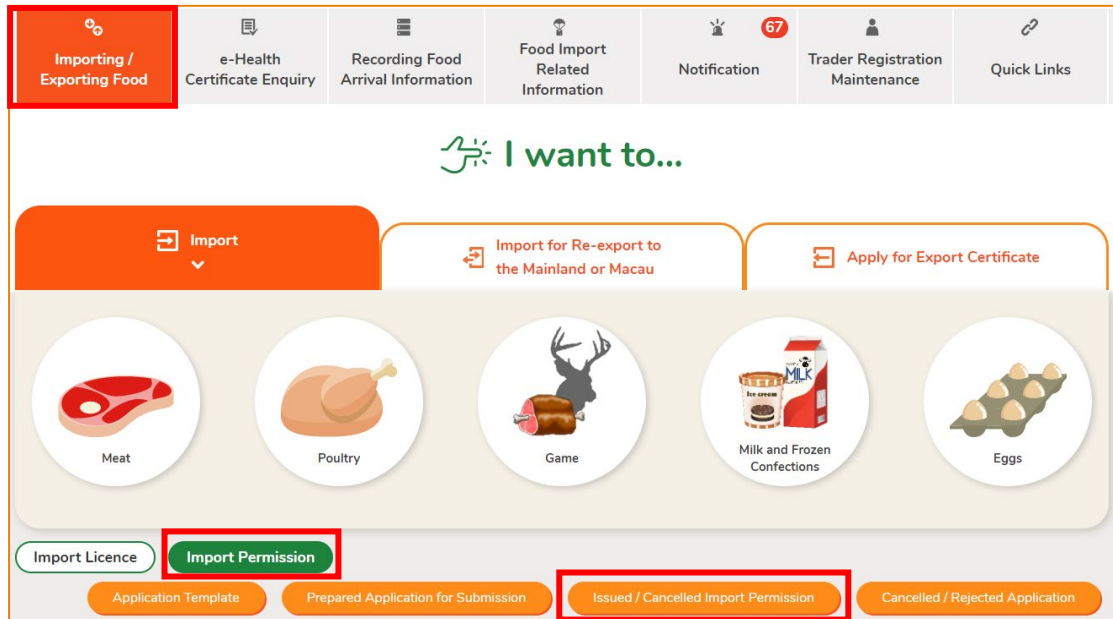 Importing /
Exporting Food
e-Health
Certificate Enquiry
Recording Food
Arrival Information
Food Import
Related
Information
67
Notification
Trader Registration
Maintenance
Quick Links
I want to...
Import
Import for Re-export to
the Mainland or Macau
Apply for Export Certificate
Meat
Poultry
Game
MILK
Ice cream
Milk and Frozen
Confections
Eggs
Import Licence
Import Permission
Application Template
Prepared Application for Submission
Issued / Cancelled Import Permission
Cancelled / Rejected Application